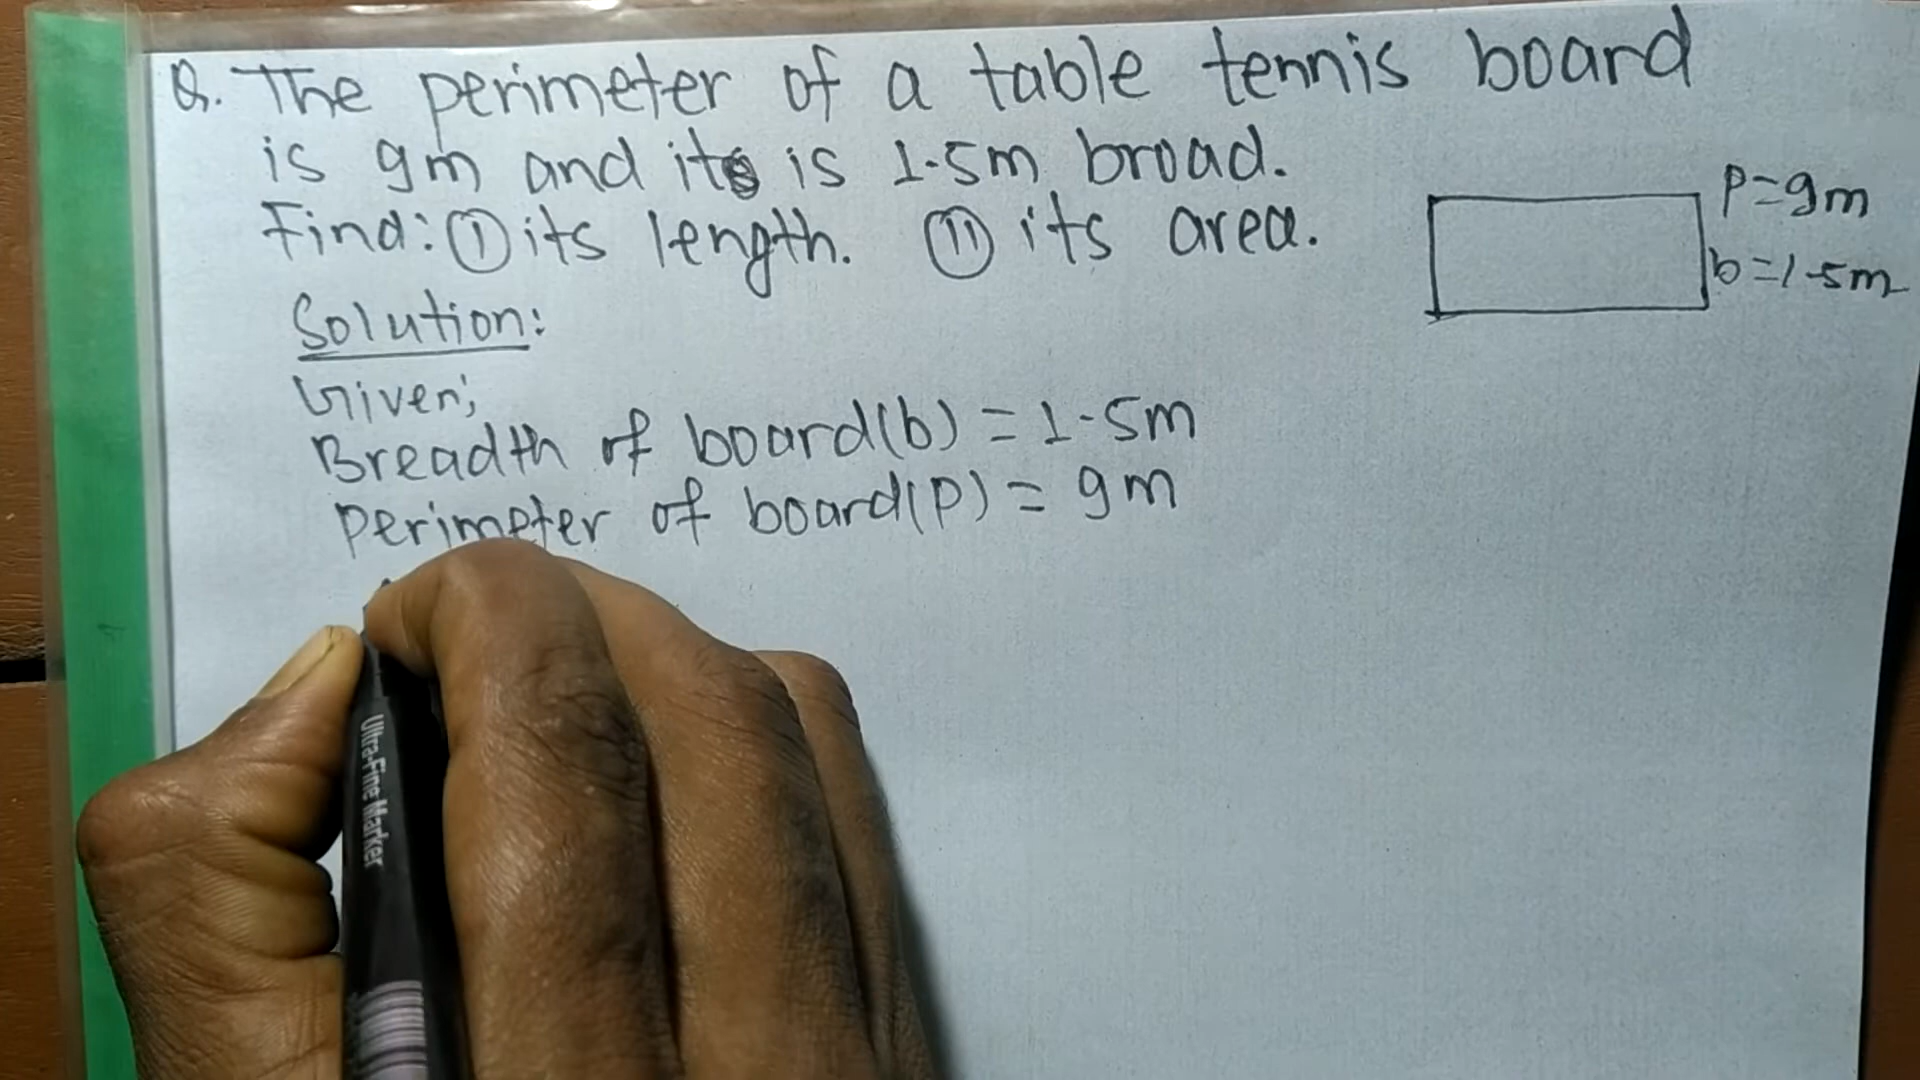 Q. The perimeter of a table tennis board
is 9m and its is 1.5m broad.
Find: (i) its length. (ii) its area.
P=9m
b=1.5m
Solution:
Given;
Breadth of board(b) = 1.5m
Perimeter of board(P) = 9m
Ultra-Fine Marker